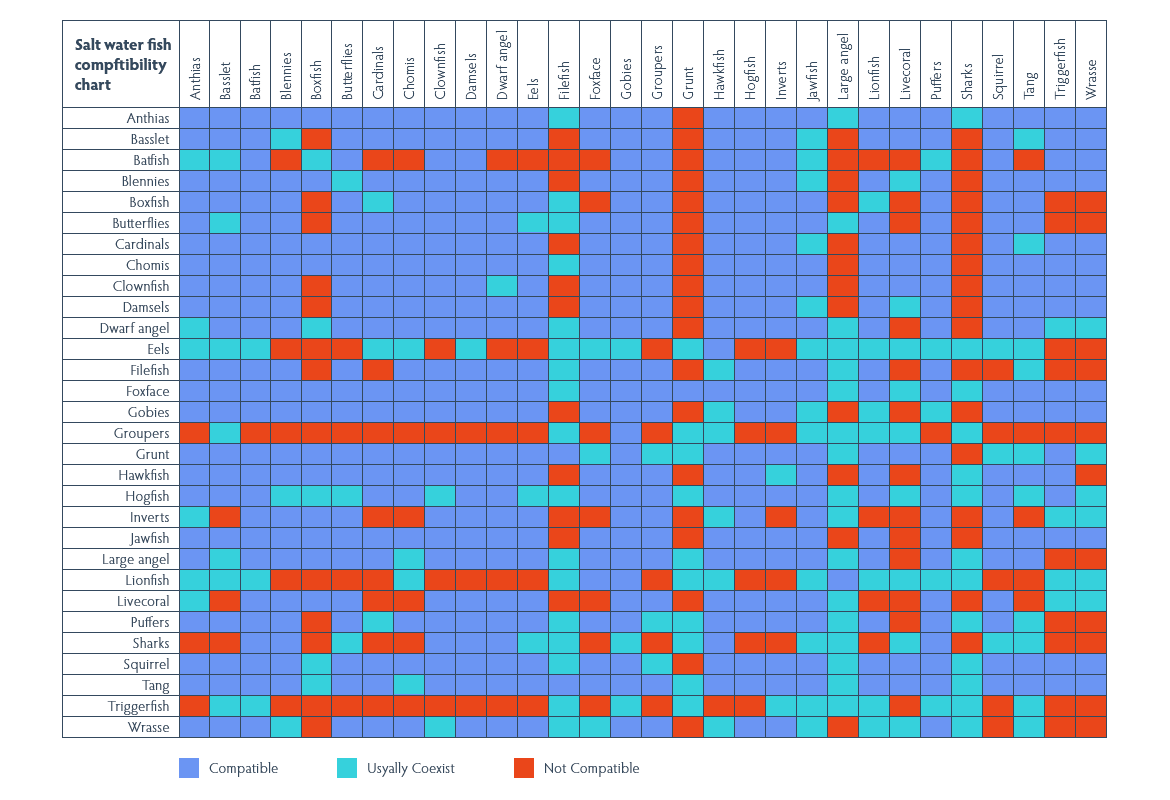 Salt water fish
compftibility
chart
Anthias
Basslet
Batfish
Blennies
Boxfish
Butterflies
Cardinals
Chomis
Clownfish
Damsels
Dwarf angel
Eels
Filefish
Foxface
Gobies
Groupers
Grunt
Hawkfish
Hogfish
Inverts
Jawfish
Large angel
Lionfish
Livecoral
Puffers
Sharks
Squirrel
Tang
Triggerfish
Wrasse
Anthias
Basslet
Batfish
Blennies
Boxfish
Butterflies
Cardinals
Chomis
Clownfish
Damsels
Dwarf angel
Eels
Filefish
Foxface
Gobies
Groupers
Grunt
Hawkfish
Hogfish
Inverts
Jawfish
Large angel
Lionfish
Livecoral
Puffers
Sharks
Squirrel
Tang
Triggerfish
Wrasse
Compatible
Usyally Coexist
Not Compatible